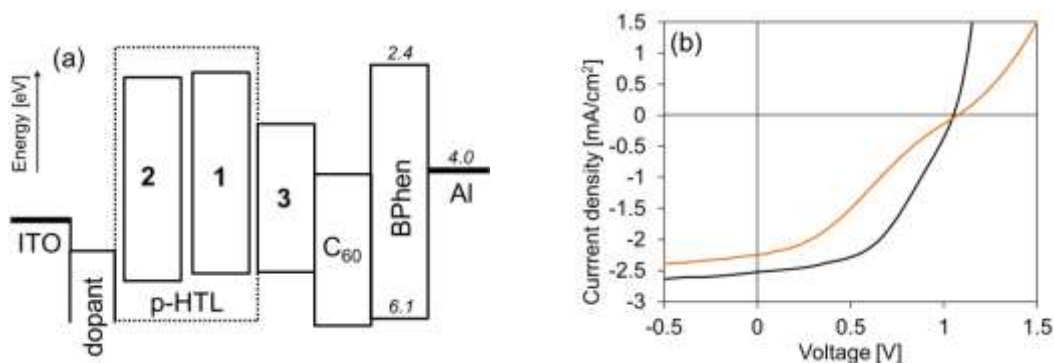 (a)
Energy [eV]
ITO
dopant
2
1
p-HTL
3
C60
2.4
BPhen
6.1
4.0
Al
(b)
Currrent density [mA/cm²]
1.5
1
0.5
0
-0.5
-1
-1.5
-2
-2.5
-3
-0.5 0 0.5 1 1.5
Voltage [V]